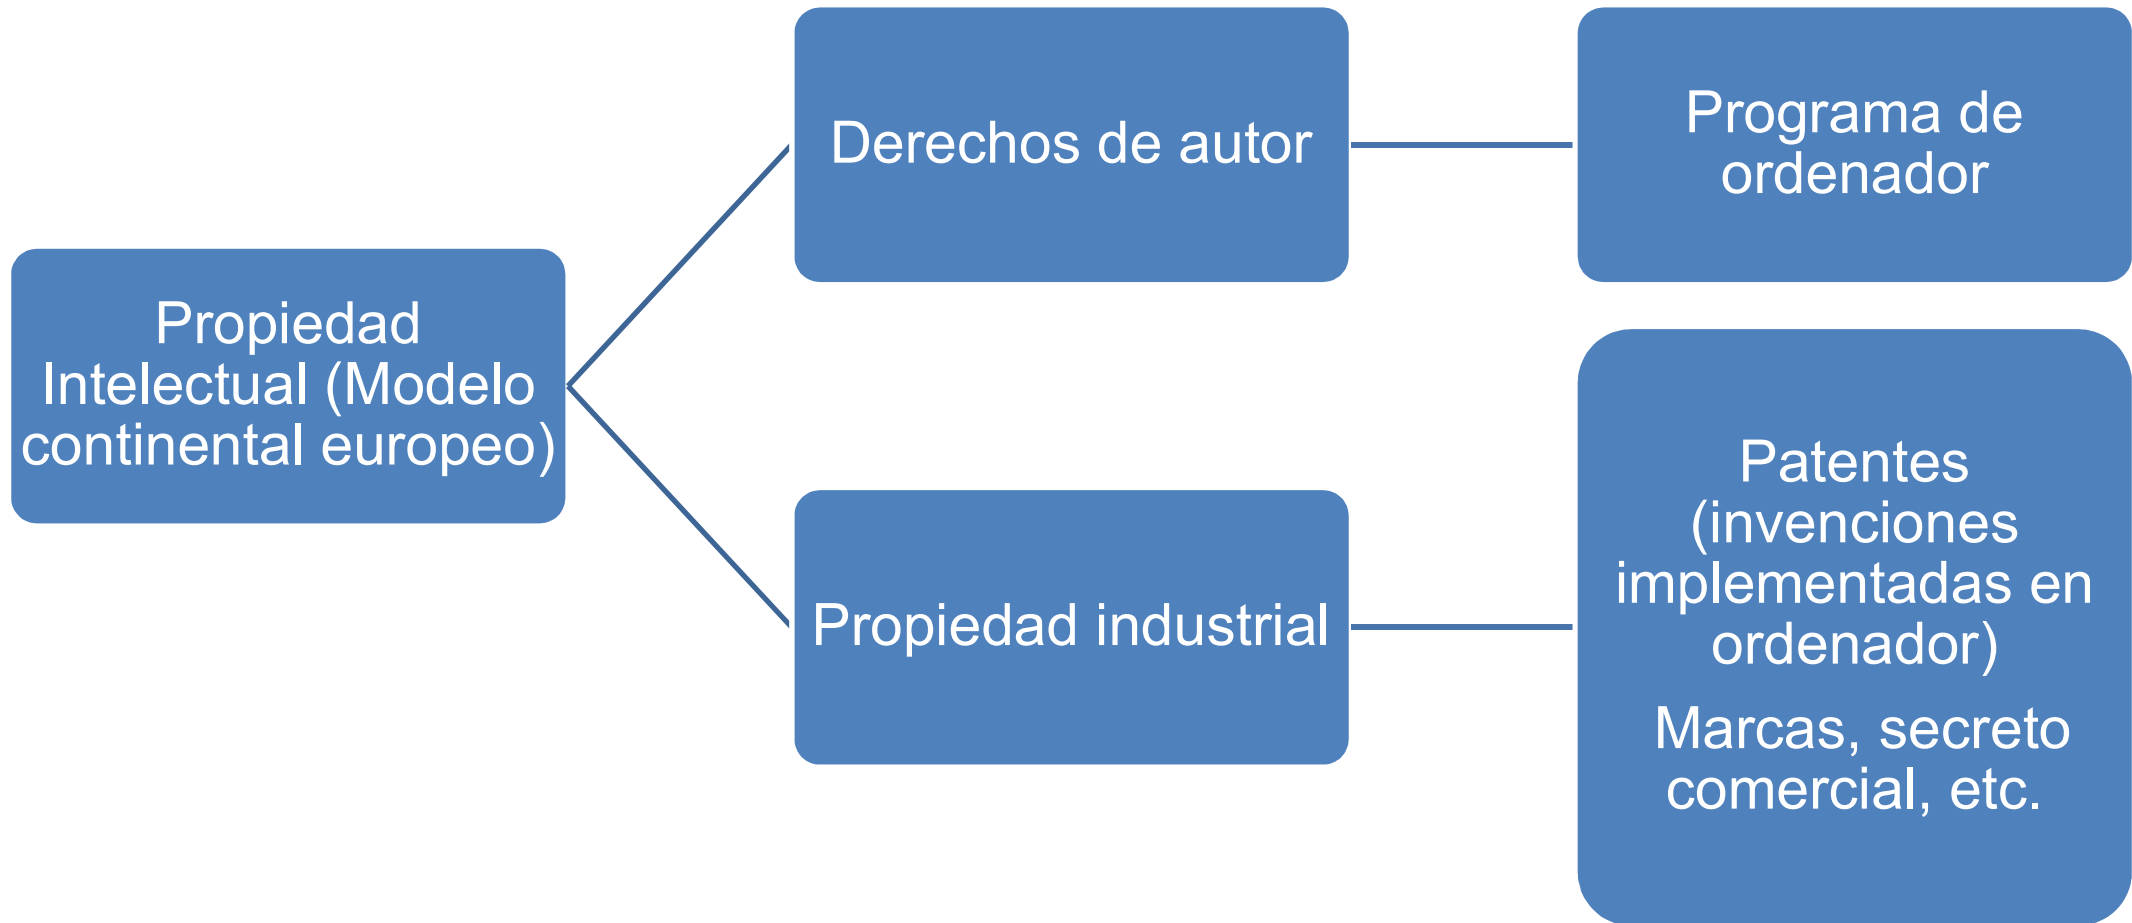 Propiedad
Intelectual (Modelo
continental europeo)
Derechos de autor
Programa de
ordenador
Propiedad industrial
Patentes
(invenciones
implementadas en
ordenador)
Marcas, secreto
comercial, etc.